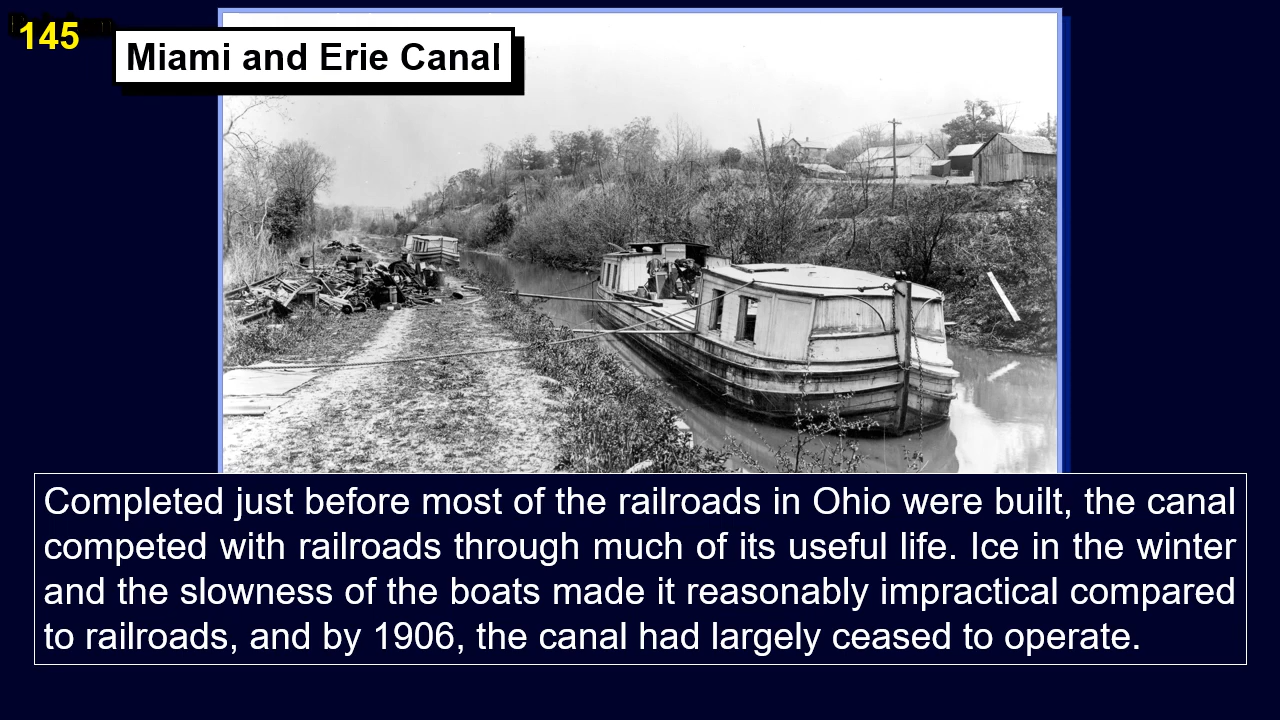 145
Miami and Erie Canal
Completed just before most of the railroads in Ohio were built, the canal
competed with railroads through much of its useful life. Ice in the winter
and the slowness of the boats made it reasonably impractical compared
to railroads, and by 1906, the canal had largely ceased to operate.